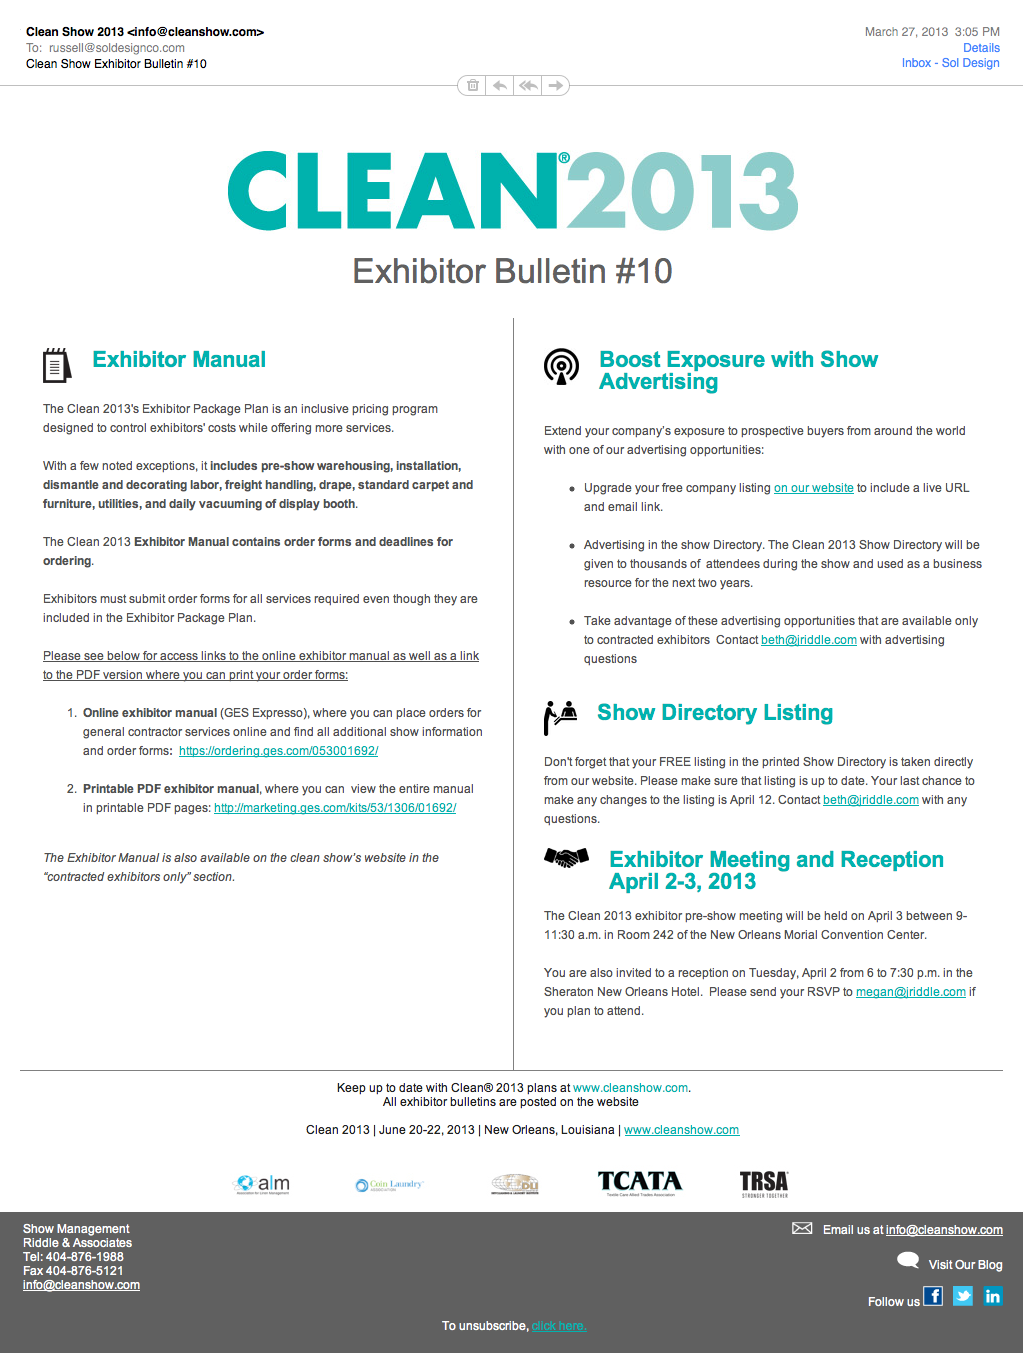 Clean Show 2013 <info@cleanshow.com>
March 27, 2013  3:05 PM
To:  russell@soldesignco.com
Details
Clean Show Exhibitor Bulletin #10
Inbox - Sol Design
CLEAN®2013
Exhibitor Bulletin #10
Exhibitor Manual
The Clean 2013's Exhibitor Package Plan is an inclusive pricing program
designed to control exhibitors' costs while offering more services.
With a few noted exceptions, it includes pre-show warehousing, installation,
dismantle and decorating labor, freight handling, drape, standard carpet and
furniture, utilities, and daily vacuuming of display booth.
The Clean 2013 Exhibitor Manual contains order forms and deadlines for
ordering.
Exhibitors must submit order forms for all services required even though they are
included in the Exhibitor Package Plan.
Please see below for access links to the online exhibitor manual as well as a link
to the PDF version where you can print your order forms:
1. Online exhibitor manual (GES Expresso), where you can place orders for
general contractor services online and find all additional show information
and order forms:  https://ordering.ges.com/053001692/
2. Printable PDF exhibitor manual, where you can  view the entire manual
in printable PDF pages: http://marketing.ges.com/kits/53/1306/01692/
The Exhibitor Manual is also available on the clean show's website in the
“contracted exhibitors only” section.
Boost Exposure with Show
Advertising
Extend your company's exposure to prospective buyers from around the world
with one of our advertising opportunities:
• Upgrade your free company listing on our website to include a live URL
and email link.
• Advertising in the show Directory. The Clean 2013 Show Directory will be
given to thousands of  attendees during the show and used as a business
resource for the next two years.
• Take advantage of these advertising opportunities that are available only
to contracted exhibitors  Contact beth@jriddle.com with advertising
questions
Show Directory Listing
Don't forget that your FREE listing in the printed Show Directory is taken directly
from our website. Please make sure that listing is up to date. Your last chance to
make any changes to the listing is April 12. Contact beth@jriddle.com with any
questions.
Exhibitor Meeting and Reception
April 2-3, 2013
The Clean 2013 exhibitor pre-show meeting will be held on April 3 between 9-
11:30 a.m. in Room 242 of the New Orleans Morial Convention Center.
You are also invited to a reception on Tuesday, April 2 from 6 to 7:30 p.m. in the
Sheraton New Orleans Hotel.  Please send your RSVP to megan@jriddle.com if
you plan to attend.
Keep up to date with Clean® 2013 plans at www.cleanshow.com.
All exhibitor bulletins are posted on the website
Clean 2013 | June 20-22, 2013 | New Orleans, Louisiana | www.cleanshow.com
alm
Association for Linen Management
Coin Laundry
ASSOCIATION
TCATA
Textile Care Allied Trades Association
TRSA
STRONGER TOGETHER
Show Management
Riddle & Associates
Tel: 404-876-1988
Fax 404-876-5121
info@cleanshow.com
Email us at info@cleanshow.com
Visit Our Blog
Follow us
To unsubscribe, click here.